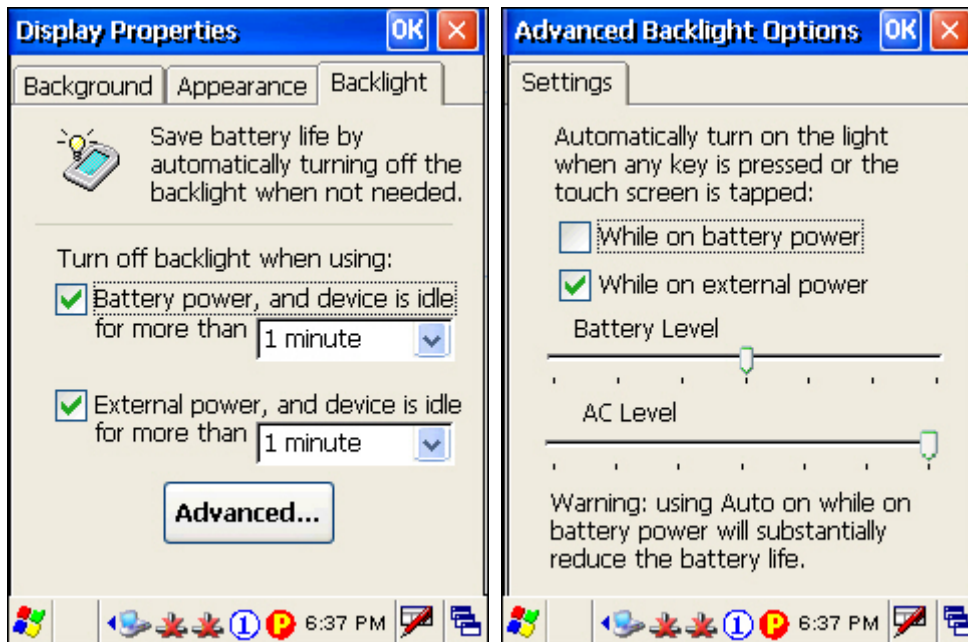 Display Properties OK
Background Appearance Backlight
Save battery life by
automatically turning off the
backlight when not needed.
Turn off backlight when using:
Battery power, and device is idle
for more than 1 minute
External power, and device is idle
for more than 1 minute
Advanced...
1 P 6:37 PM
Advanced Backlight Options OK
Settings
Automatically turn on the light
when any key is pressed or the
touch screen is tapped:
While on battery power
While on external power
Battery Level
AC Level
Warning: using Auto on while on
battery power will substantially
reduce the battery life.
1 P 6:37 PM